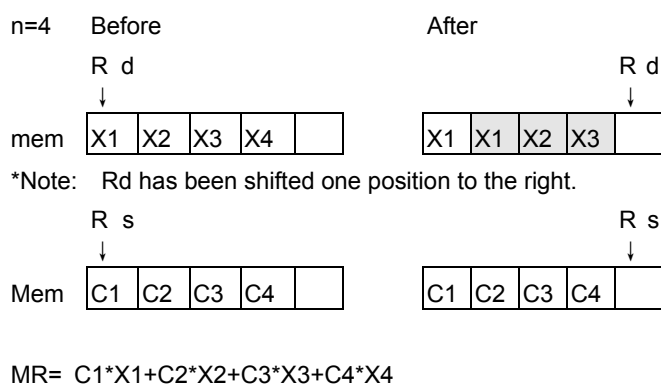 n=4 Before After
R d R d
↓ ↓
mem X1 X2 X3 X4 X1 X1 X2 X3
*Note: Rd has been shifted one position to the right.
R s R s
↓ ↓
Mem C1 C2 C3 C4 C1 C2 C3 C4
MR= C1*X1+C2*X2+C3*X3+C4*X4